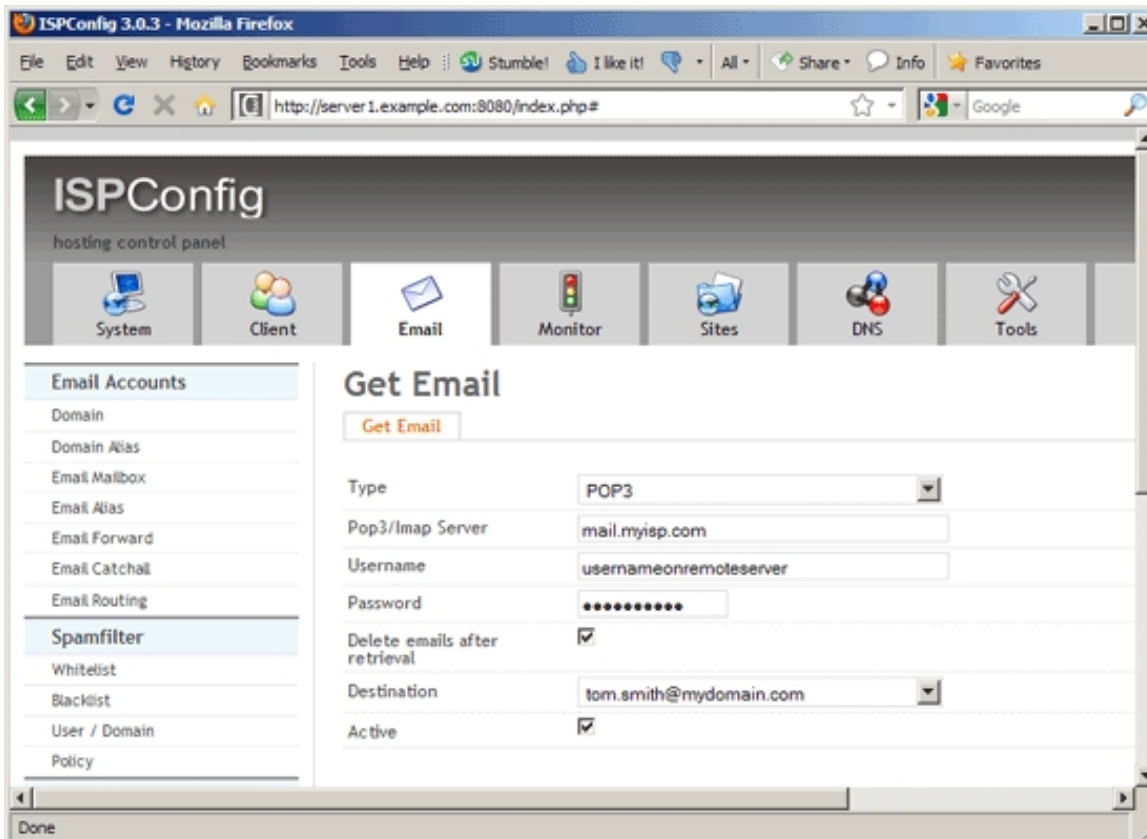 ISPConfig 3.0.3 - Mozilla Firefox
File Edit View History Bookmarks Tools Help Stumble! I like it! All Share Info Favorites
http://server1.example.com:8080/index.php# Google
ISPConfig
hosting control panel
System Client Email Monitor Sites DNS Tools
Email Accounts
Domain
Domain Alias
Email Mailbox
Email Alias
Email Forward
Email Catchall
Email Routing
Spamfilter
Whitelist
Blacklist
User / Domain
Policy
Get Email
Get Email
Type POP3
Pop3/Imap Server mail.myisp.com
Username usernameonremoteserver
Password ●●●●●●●●●●
Delete emails after
retrieval
Destination tom.smith@mydomain.com
Active
Done